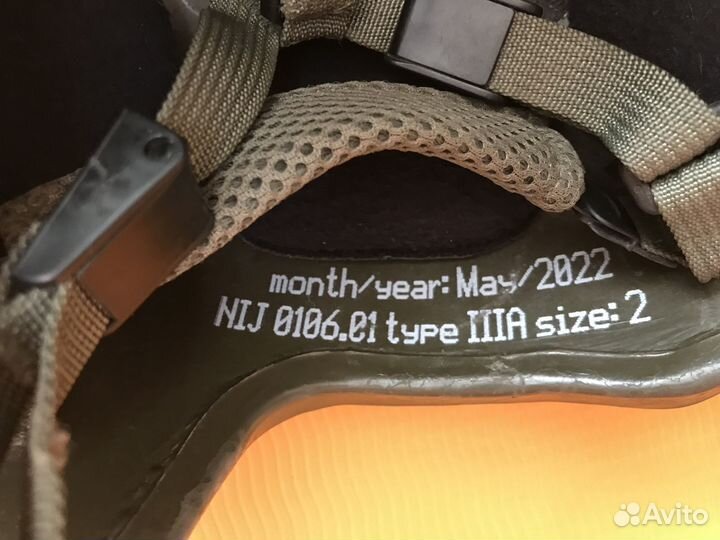 month/year: May/2022
NIJ 0106.01 type IIIA size: 2
Avito